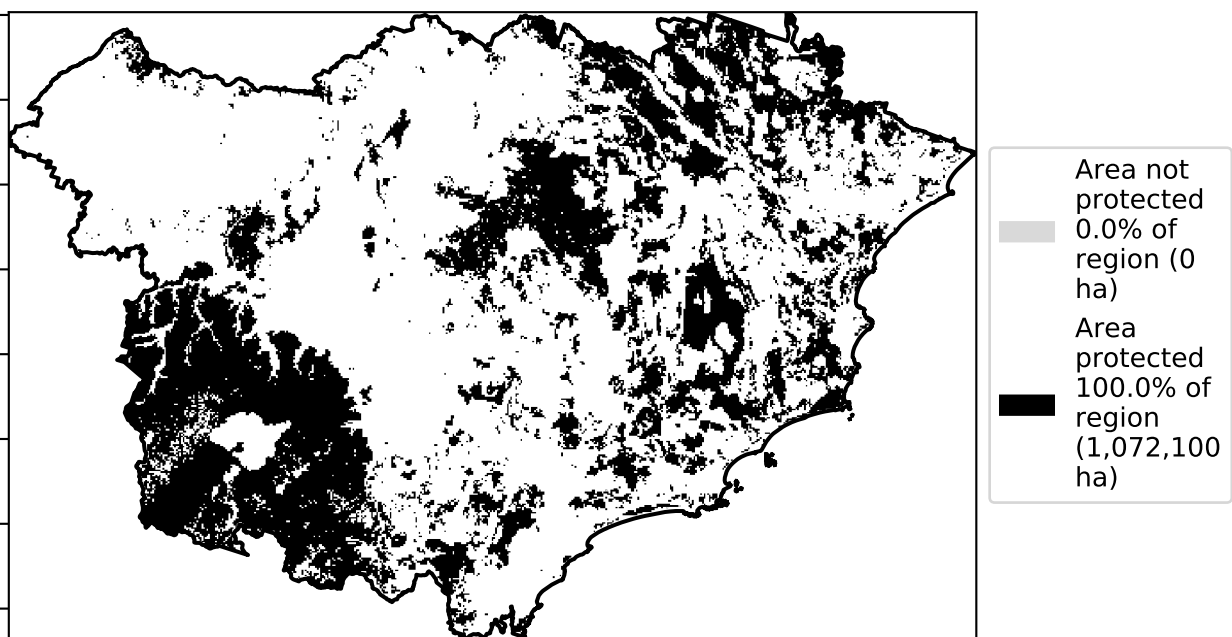 Area not
protected
0.0% of
region (0
ha)
Area
protected
100.0% of
region
(1,072,100
ha)